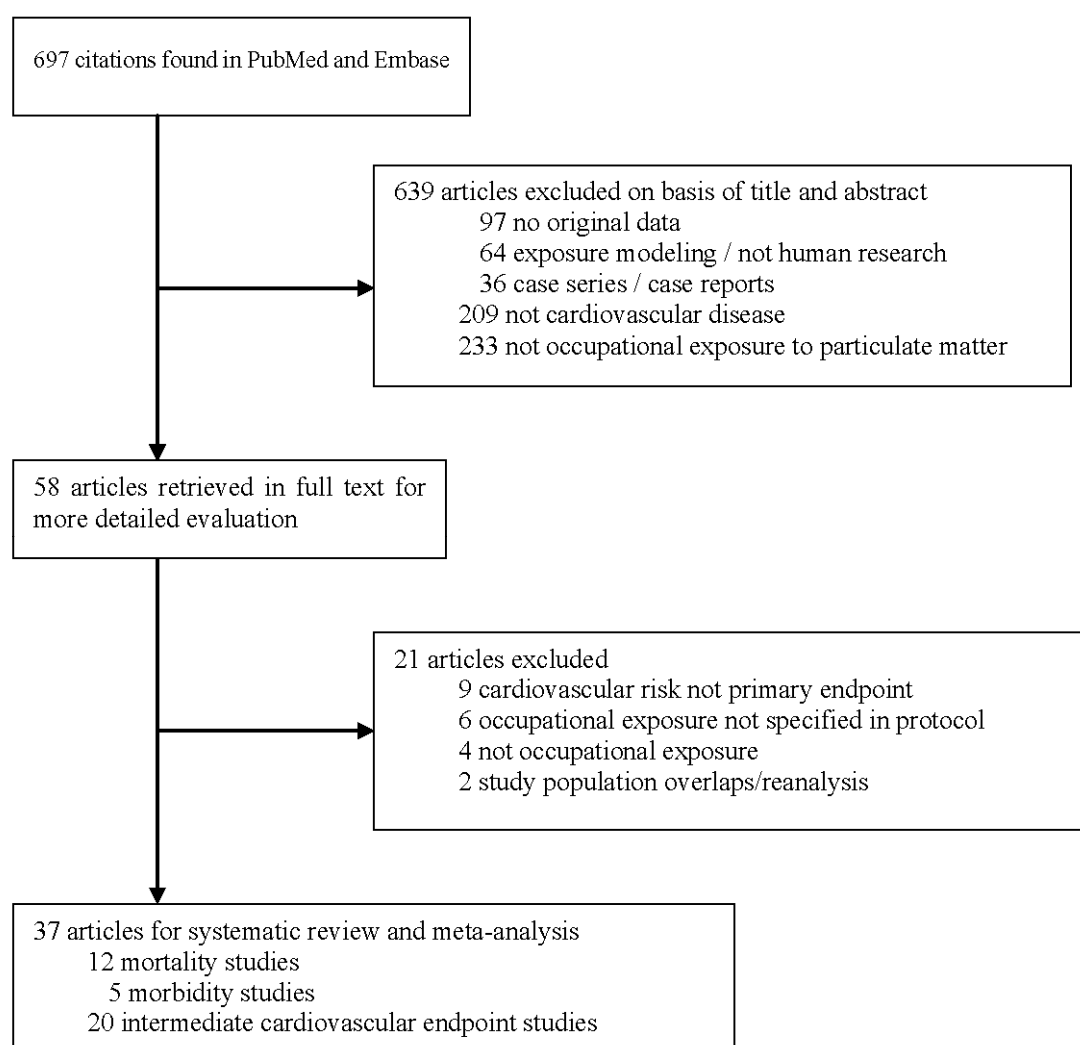 697 citations found in PubMed and Embase
639 articles excluded on basis of title and abstract
97 no original data
64 exposure modeling / not human research
36 case series / case reports
209 not cardiovascular disease
233 not occupational exposure to particulate matter
58 articles retrieved in full text for
more detailed evaluation
21 articles excluded
9 cardiovascular risk not primary endpoint
6 occupational exposure not specified in protocol
4 not occupational exposure
2 study population overlaps/reanalysis
37 articles for systematic review and meta-analysis
12 mortality studies
5 morbidity studies
20 intermediate cardiovascular endpoint studies